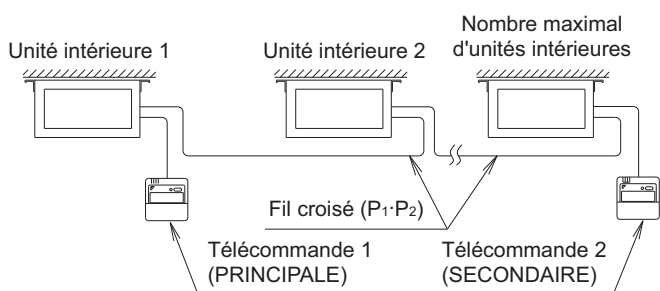 Unité intérieure 1
Unité intérieure 2
Nombre maximal
d'unités intérieures
Fil croisé (P₁·P₂)
Télécommande 1
(PRINCIPALE)
Télécommande 2
(SECONDAIRE)